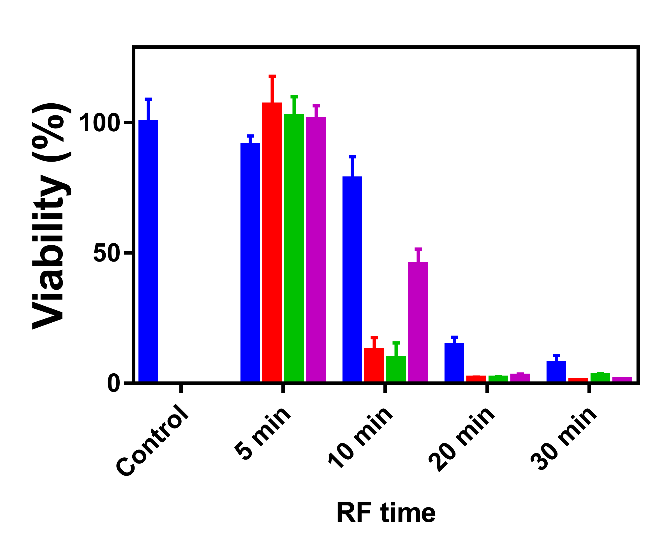 Viability (%)
100
50
0
Control
5 min
10 min
20 min
30 min
RF time